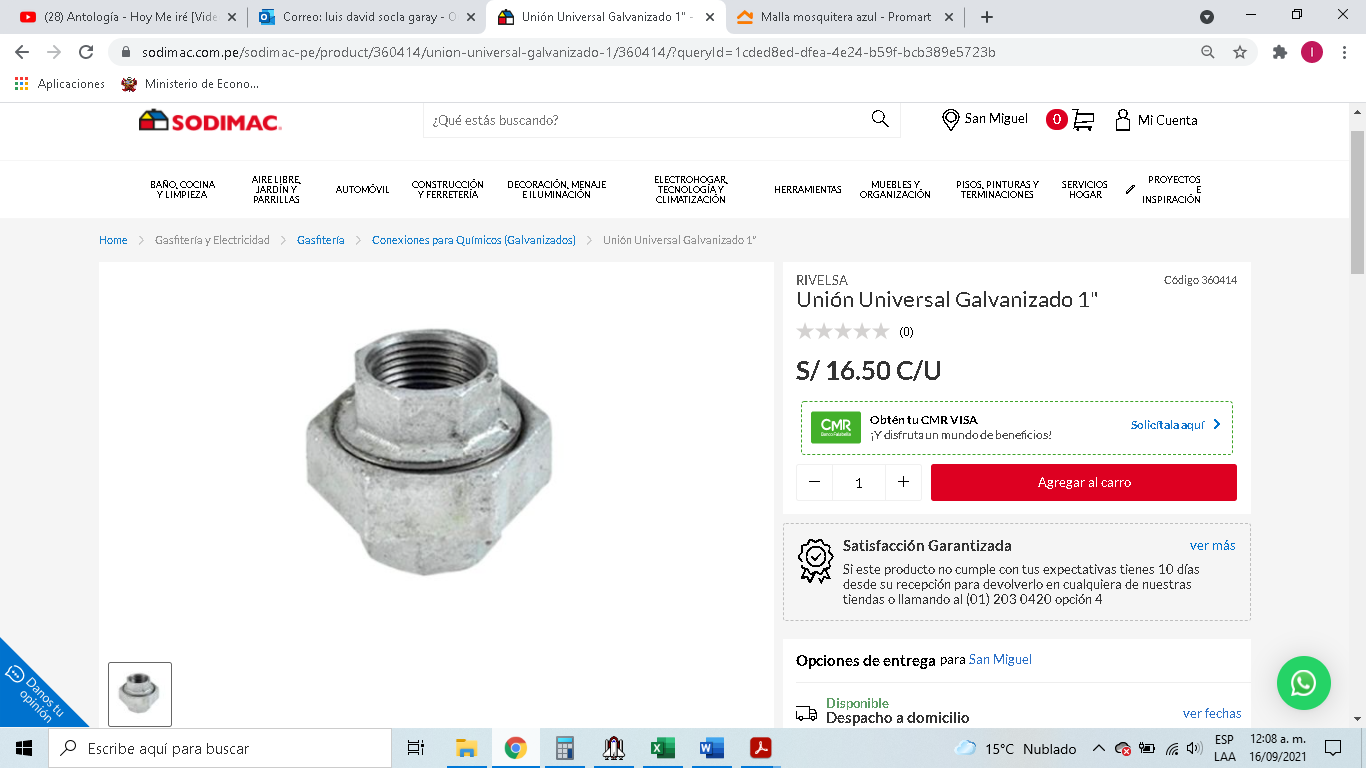 (28) Antología - Hoy Me iré [Vide
Correo: luis david socla garay - O
Unión Universal Galvanizado 1" -
Malla mosquitera azul - Promart
sodimac.com.pe/sodimac-pe/product/360414/union-universal-galvanizado-1/360414/?queryId=1cded8ed-dfea-4e24-b59f-bcb389e5723b
I
Aplicaciones
Ministerio de Econo...
SODIMAC
¿Qué estás buscando?
San Miguel
0
Mi Cuenta
BAÑO, COCINA
Y LIMPIEZA
AIRE LIBRE,
JARDÍN Y
PARRILLAS
AUTOMÓVIL
CONSTRUCCIÓN
Y FERRETERÍA
DECORACIÓN, MENAJE
E ILUMINACIÓN
ELECTROHOGAR,
TECNOLOGÍA Y
CLIMATIZACIÓN
HERRAMIENTAS
MUEBLES Y
ORGANIZACIÓN
PISOS, PINTURAS Y
TERMINACIONES
SERVICIOS
HOGAR
PROYECTOS
E
INSPIRACIÓN
Home > Gasfitería y Electricidad > Gasfitería > Conexiones para Químicos (Galvanizados) > Unión Universal Galvanizado 1"
RIVELSA
Código 360414
Unión Universal Galvanizado 1"
(0)
S/ 16.50 C/U
CMR
Banco Falabella
Obtén tu CMR VISA
¡Y disfruta un mundo de beneficios!
Solicítala aquí
− 1 +
Agregar al carro
Satisfacción Garantizada
ver más
Si este producto no cumple con tus expectativas tienes 10 días
desde su recepción para devolverlo en cualquiera de nuestras
tiendas o llamando al (01) 203 0420 opción 4
Opciones de entrega para San Miguel
Disponible
Despacho a domicilio
ver fechas
Danos tu
opinión
Escribe aquí para buscar
15°C Nublado
ESP
LAA
12:08 a. m.
16/09/2021